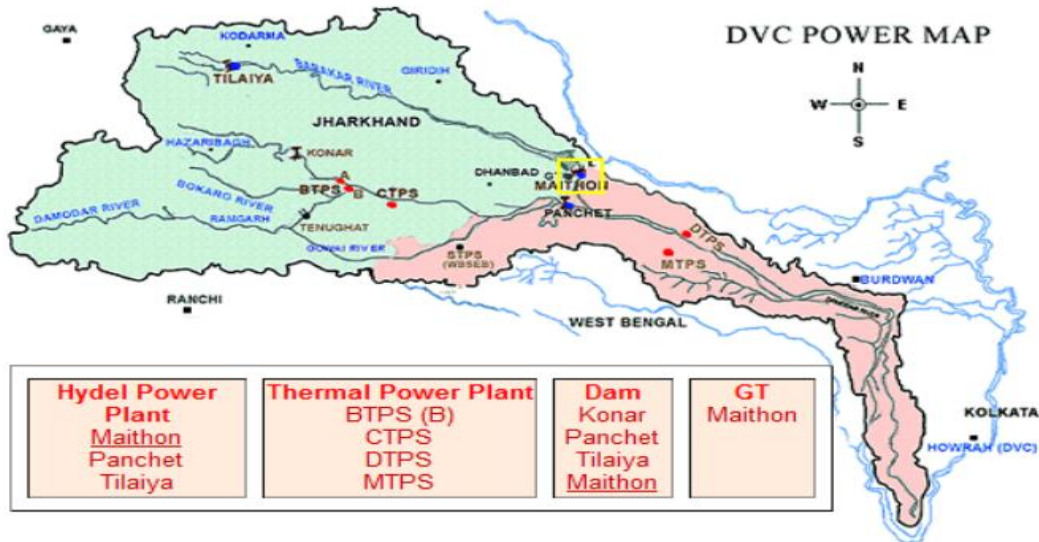 DVC POWER MAP
GAYA
KODARMA
N
TILAIYA
BARAKAR RIVER
GIRIDIH
W E
S
JHARKHAND
HAZARIBAGH
KONAR
DHANBAD
MAITHON
A
BTPS B CTPS
BOKARO RIVER
PANCHET
DAMODAR RIVER
RAMGARH
TENUGHAT
DTPS
STPS
(WBSEB)
MTPS
BURDWAN
RANCHI
WEST BENGAL
KOLKATA
HOWRAH (DVC)
Hydel Power
Plant
Maithon
Panchet
Tilaiya
Thermal Power Plant
BTPS (B)
CTPS
DTPS
MTPS
Dam
Konar
Panchet
Tilaiya
Maithon
GT
Maithon